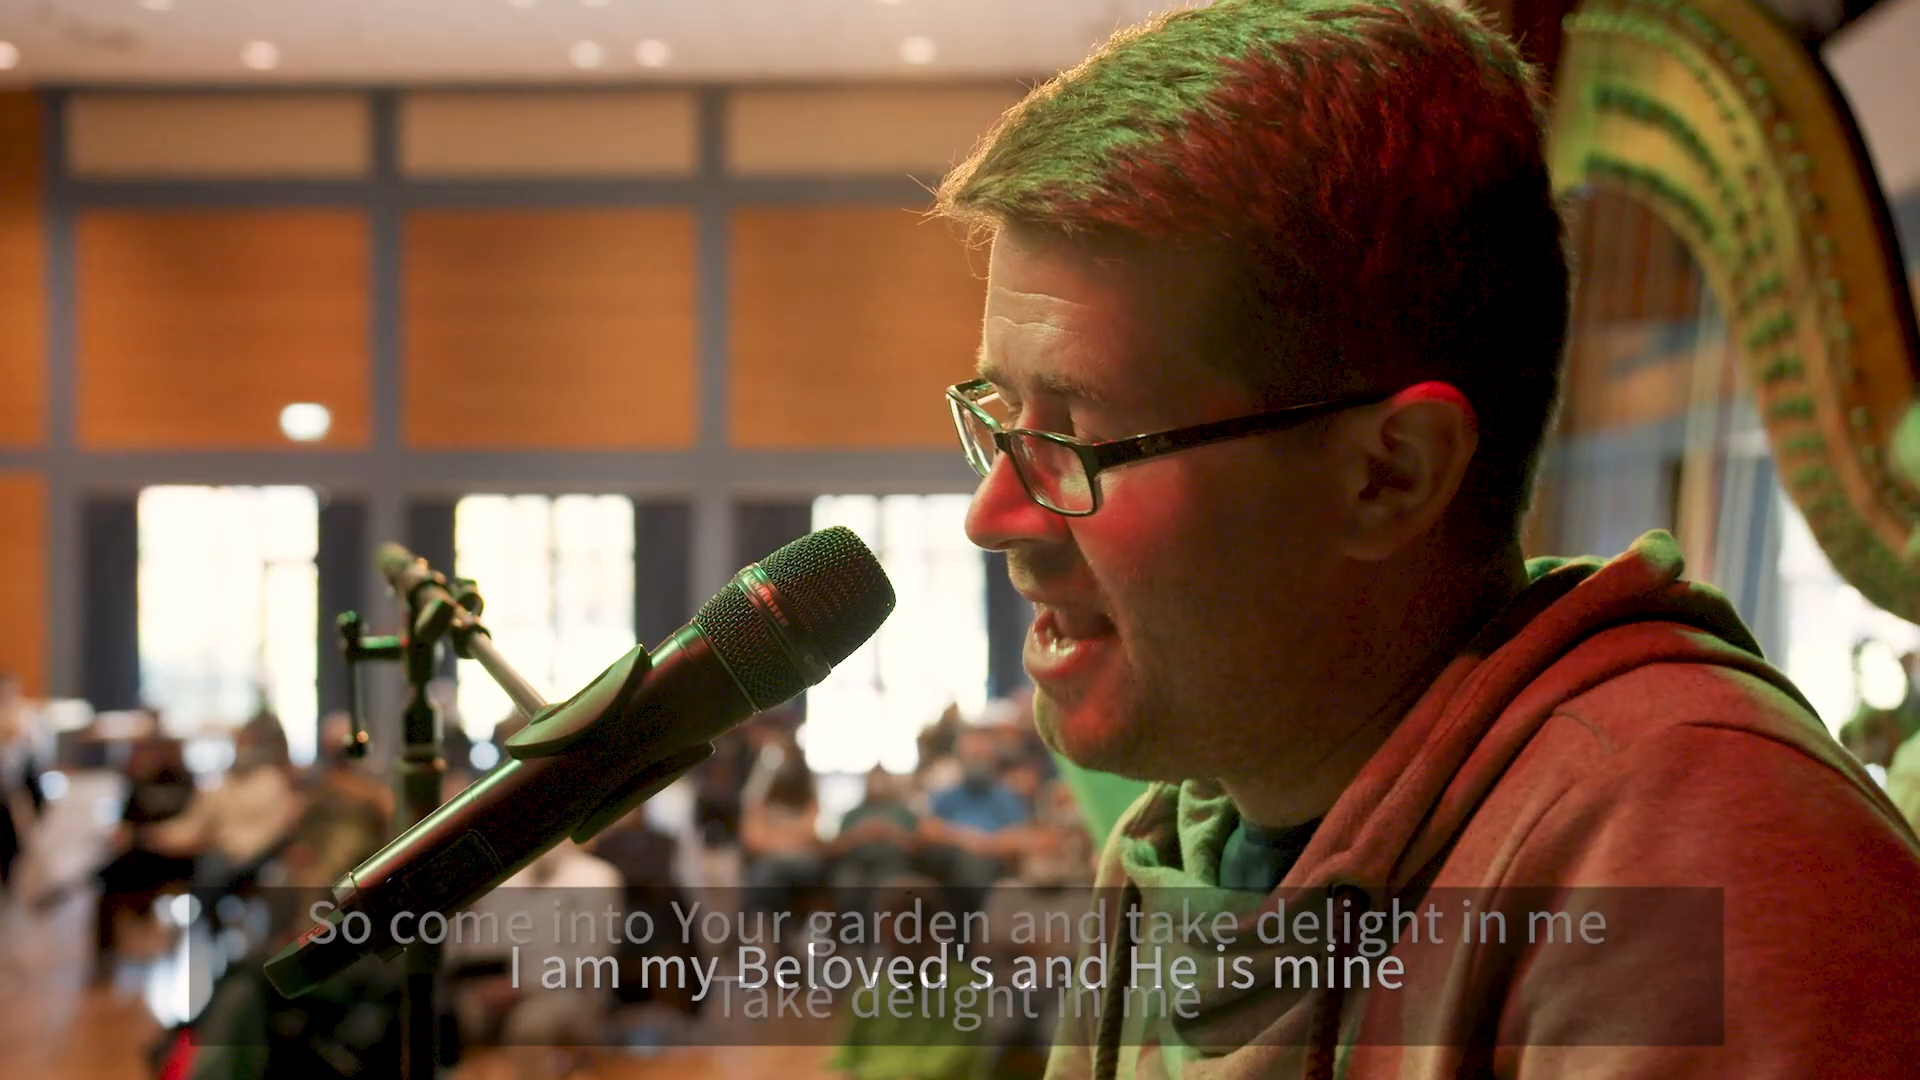 So come into Your garden and take delight in me
I am my Beloved's and He is mine
Take delight in me